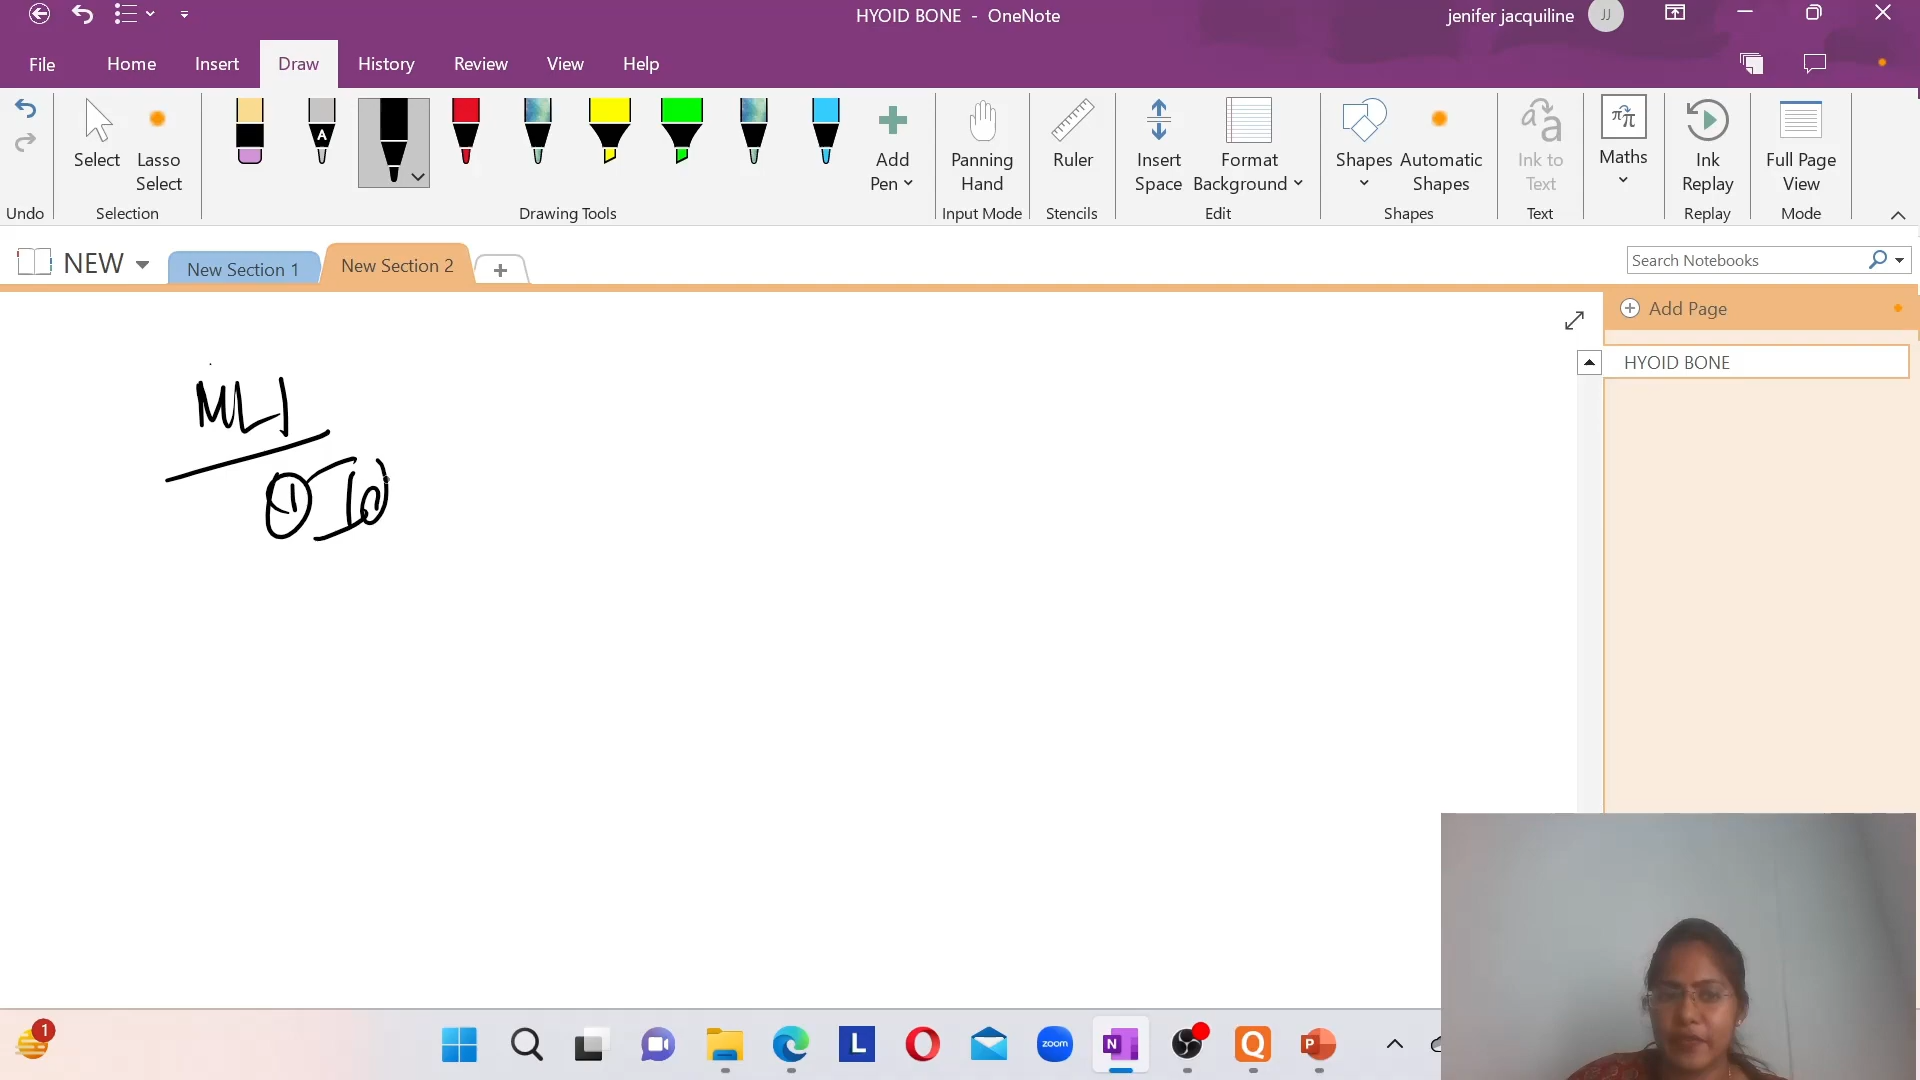 HYOID BONE - OneNote
jenifer jacquiline
JJ
File Home Insert Draw History Review View Help
Select
Lasso Select
A
Add Pen
Panning Hand
Ruler
Insert Space
Format Background
Shapes
Automatic Shapes
Ink to Text
Maths
Ink Replay
Full Page View
Undo Selection Drawing Tools Input Mode Stencils Edit Shapes Text Replay Mode
NEW
New Section 1
New Section 2
Search Notebooks
Add Page
HYOID BONE
1
L
zoom
N
Q
P